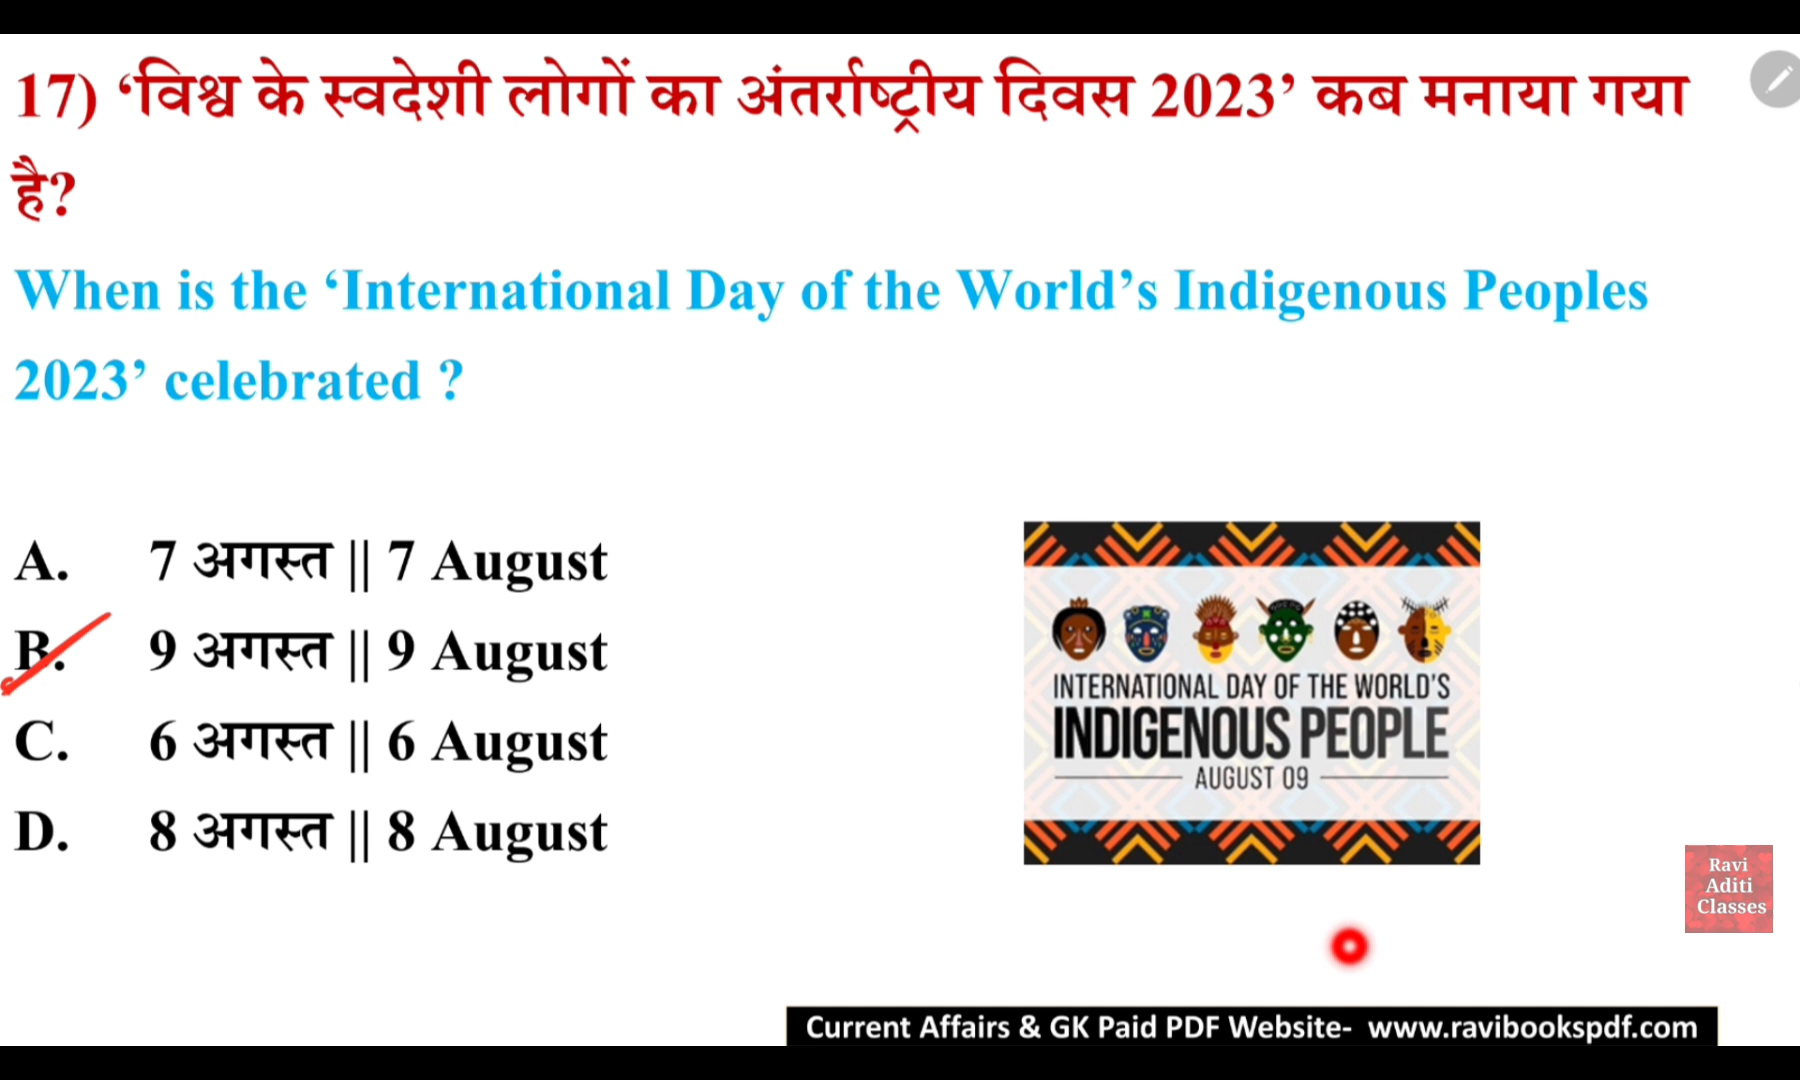 17) ‘विश्व के स्वदेशी लोगों का अंतर्राष्ट्रीय दिवस 2023’ कब मनाया गया
है?
When is the ‘International Day of the World’s Indigenous Peoples
2023’ celebrated ?
A. 7 अगस्त || 7 August
B. 9 अगस्त || 9 August
C. 6 अगस्त || 6 August
D. 8 अगस्त || 8 August
INTERNATIONAL DAY OF THE WORLD'S
INDIGENOUS PEOPLE
AUGUST 09
Ravi
Aditi
Classes
Current Affairs & GK Paid PDF Website- www.ravibookspdf.com